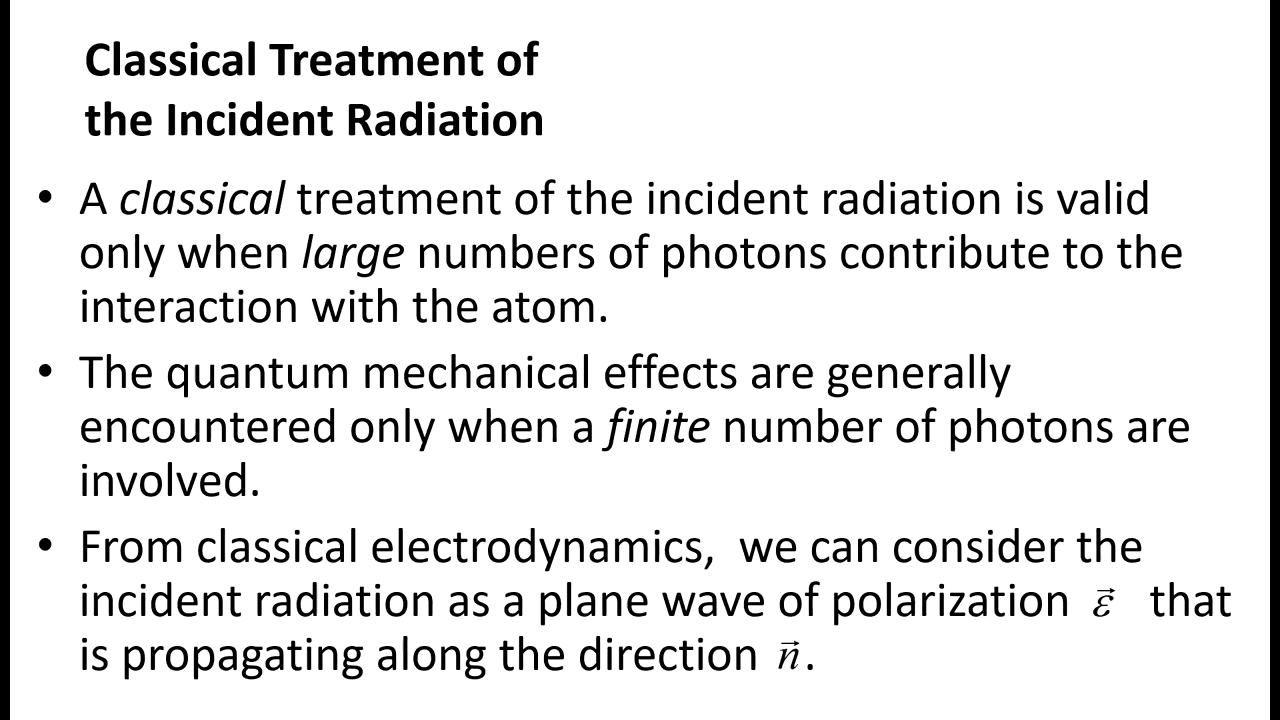 Classical Treatment of
the Incident Radiation
• A classical treatment of the incident radiation is valid
only when large numbers of photons contribute to the
interaction with the atom.
• The quantum mechanical effects are generally
encountered only when a finite number of photons are
involved.
• From classical electrodynamics,  we can consider the
incident radiation as a plane wave of polarization $\vec{\varepsilon}$ that
is propagating along the direction $\vec{n}$.